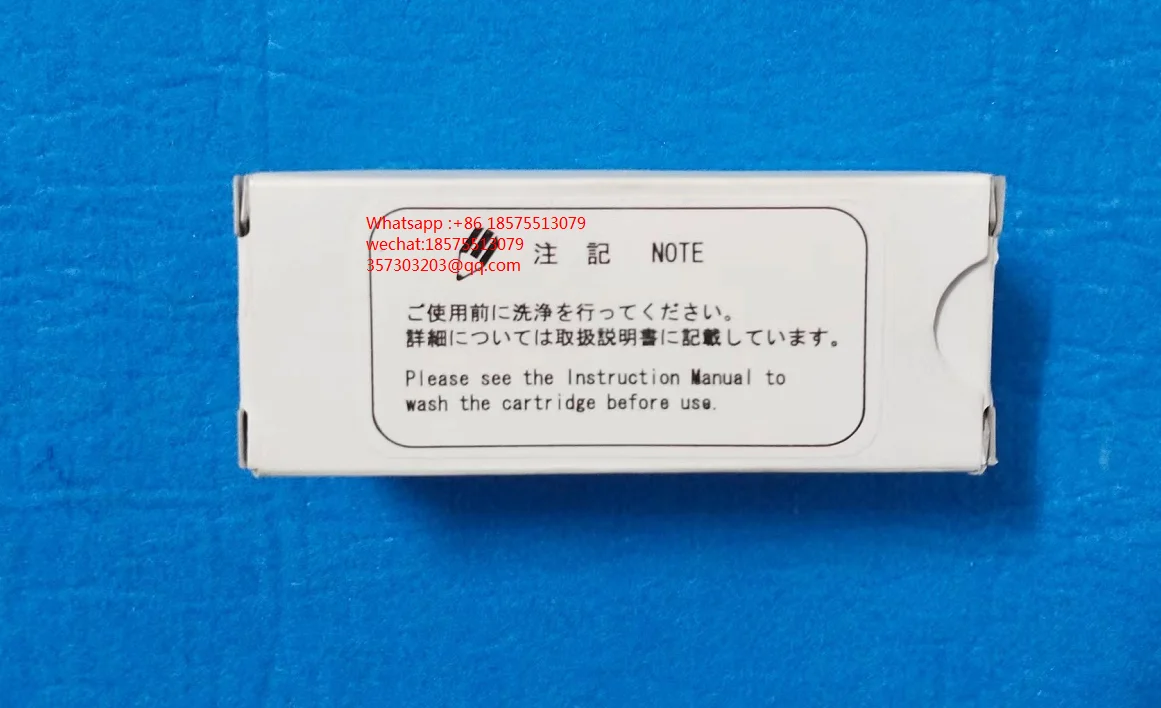 Whatsapp :+86 18575513079
wechat:18575513079
357303203@qq.com
注 記 NOTE
ご使用前に洗浄を行ってください。
詳細については取扱説明書に記載しています。
Please see the Instruction Manual to
wash the cartridge before use.